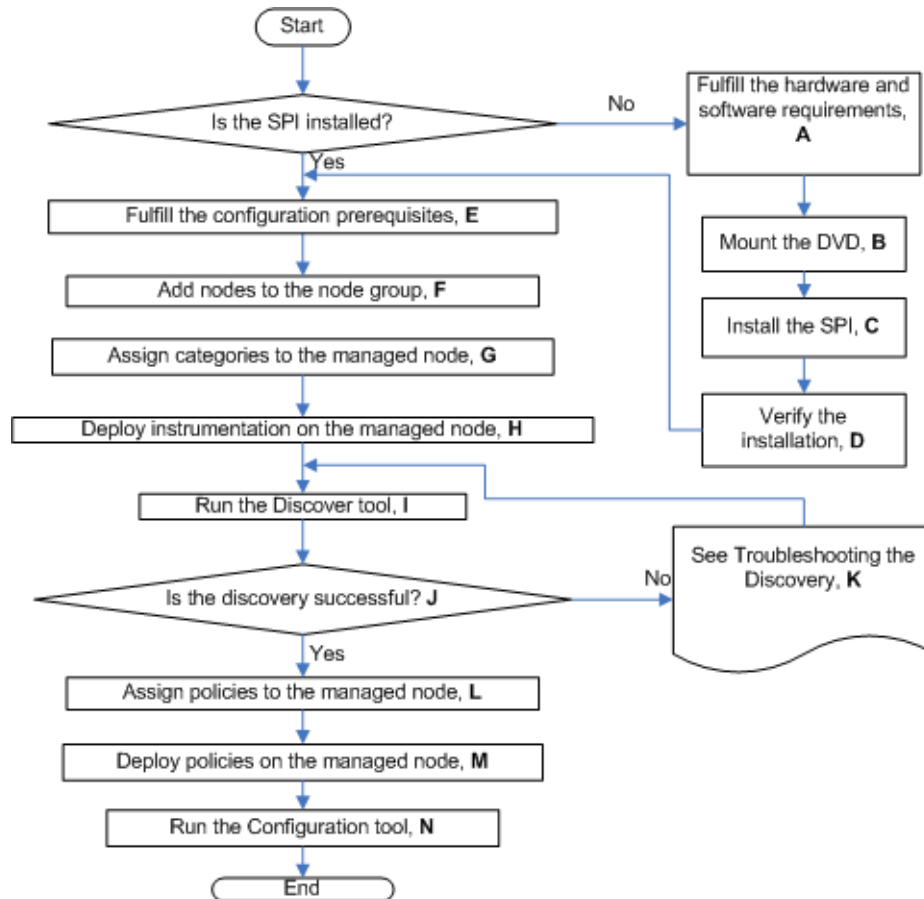 Start
Is the SPI installed?
No
Fulfill the hardware and
software requirements,
A
Yes
Mount the DVD, B
Install the SPI, C
Verify the
installation, D
Fulfill the configuration prerequisites, E
Add nodes to the node group, F
Assign categories to the managed node, G
Deploy instrumentation on the managed node, H
Run the Discover tool, I
Is the discovery successful? J
No
See Troubleshooting the
Discovery, K
Yes
Assign policies to the managed node, L
Deploy policies on the managed node, M
Run the Configuration tool, N
End